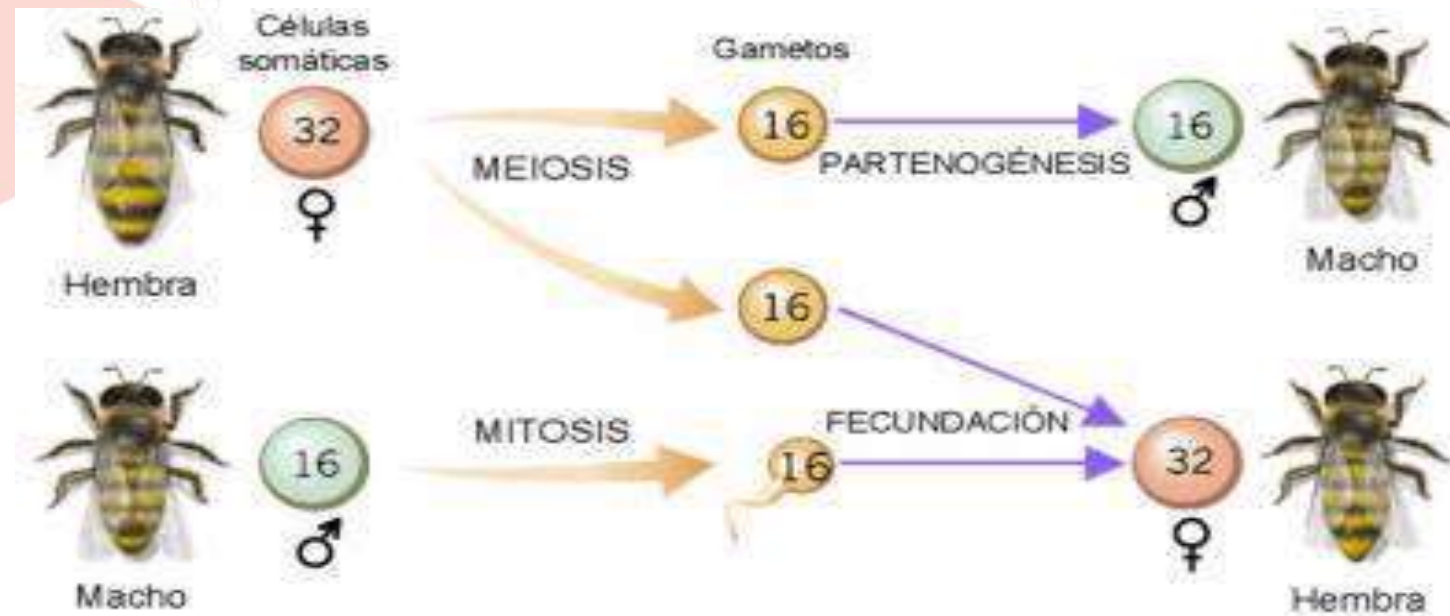 Células
somáticas
Gametos
32
16
16
MEIOSIS
PARTENOGÉNESIS
♀
♂
Hembra
Macho
16
MITOSIS
FECUNDACIÓN
16
16
32
♂
♀
Macho
Hembra